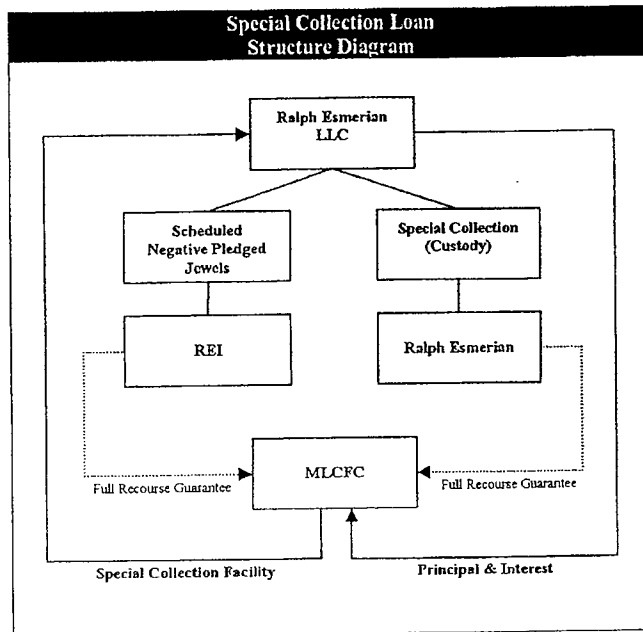 Special Collection Loan
Structure Diagram
Ralph Esmerian
LLC
Scheduled
Negative Pledged
Jewels
Special Collection
(Custody)
REI
Ralph Esmerian
MLCFC
Full Recourse Guarantee
Full Recourse Guarantee
Special Collection Facility
Principal & Interest